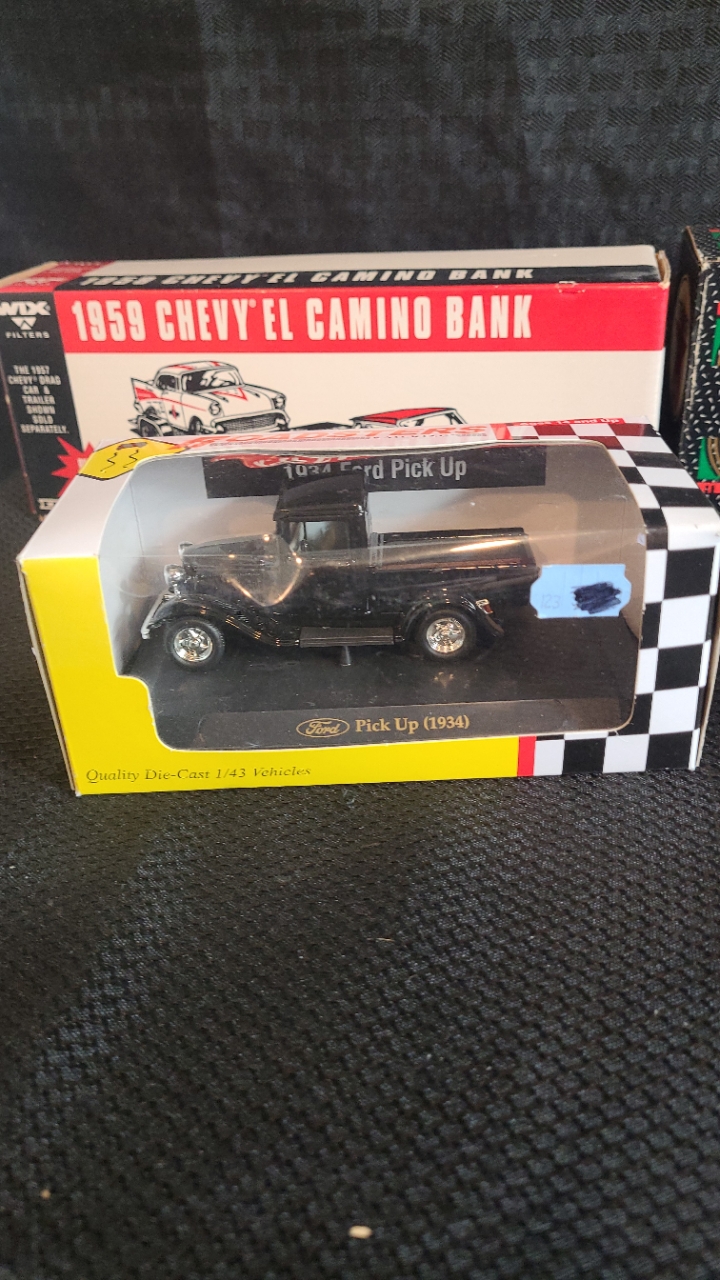 1959 CHEVY EL CAMINO BANK
1959 CHEVY EL CAMINO BANK
WIX
FILTERS
THE 1957
CHEVY DRAG
CAR &
TRAILER
SHOWN
SOLD
SEPARATELY.
1934 Ford Pick Up
Ford Pick Up (1934)
Quality Die-Cast 1/43 Vehicles